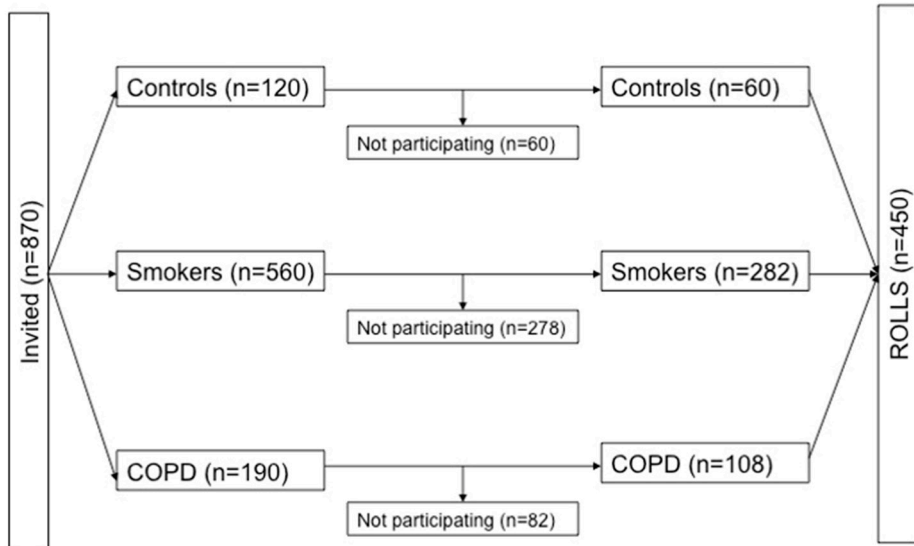 Invited (n=870)
Controls (n=120)
Not participating (n=60)
Controls (n=60)
Smokers (n=560)
Not participating (n=278)
Smokers (n=282)
COPD (n=190)
Not participating (n=82)
COPD (n=108)
ROLLS (n=450)